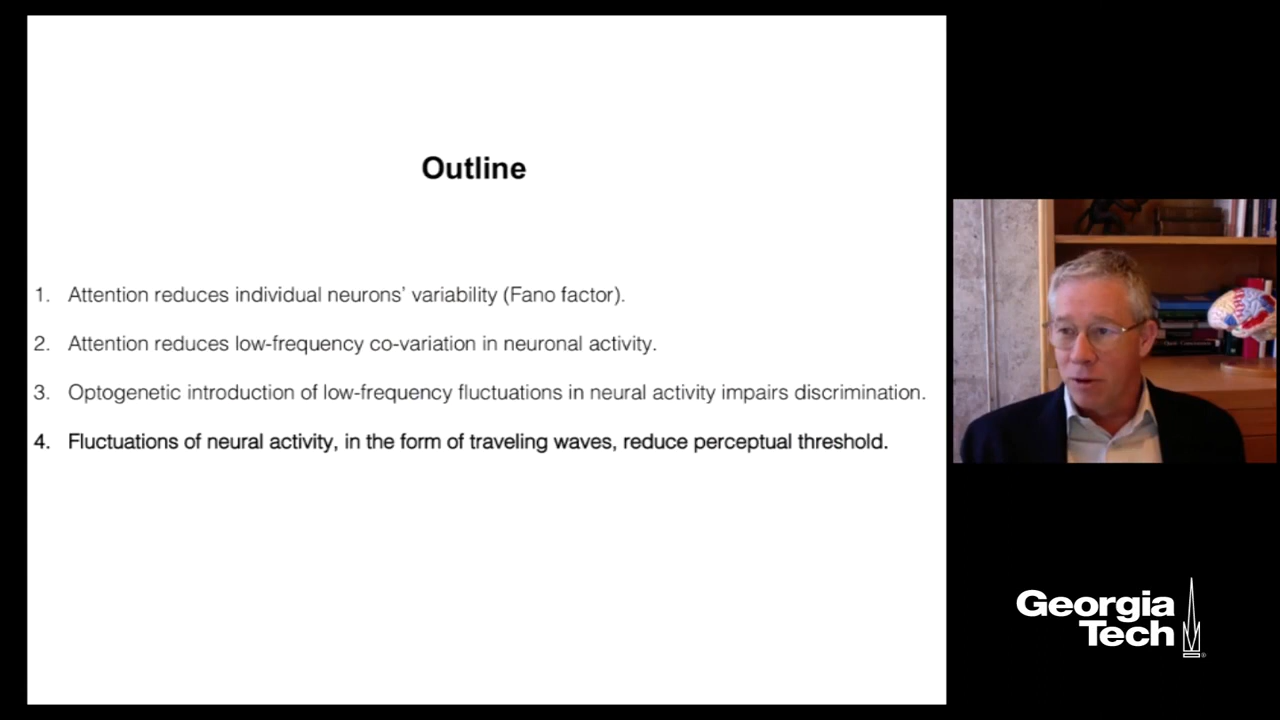 Outline
1. Attention reduces individual neurons’ variability (Fano factor).
2. Attention reduces low-frequency co-variation in neuronal activity.
3. Optogenetic introduction of low-frequency fluctuations in neural activity impairs discrimination.
4. Fluctuations of neural activity, in the form of traveling waves, reduce perceptual threshold.
Georgia
Tech